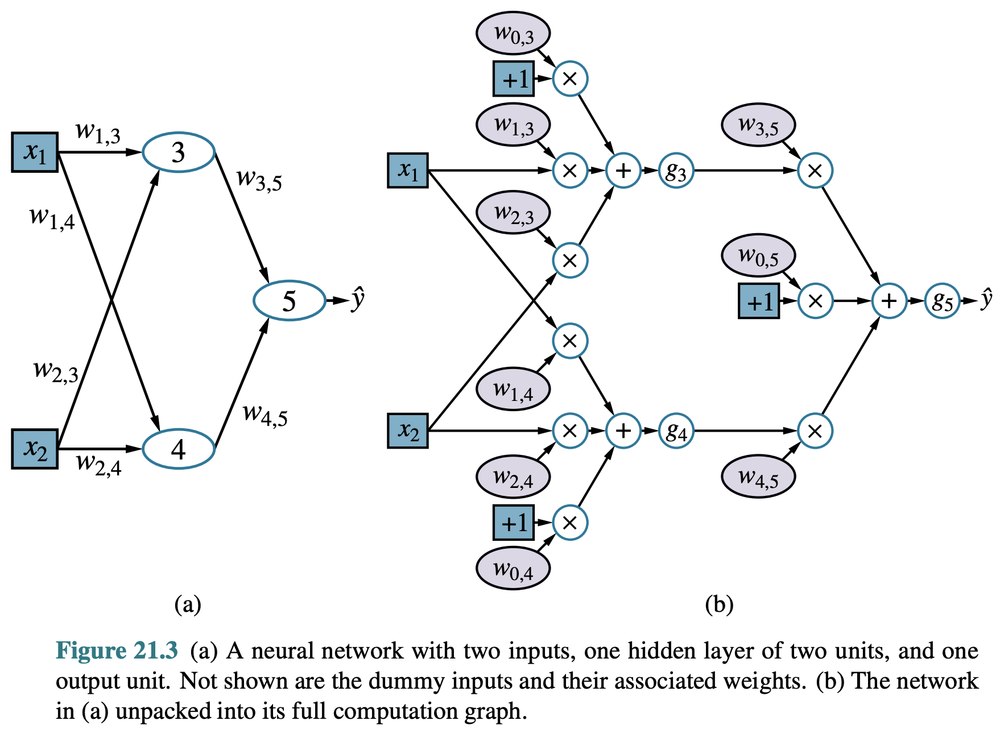 x₁
w₁,₃
3
w₃,₅
w₁,₄
5
ŷ
w₂,₃
w₄,₅
x₂
w₂,₄
4
(a)
w₀,₃
+1
×
w₁,₃
x₁
×
+
g₃
w₃,₅
×
w₂,₃
×
w₀,₅
+1
×
+
g₅
ŷ
×
w₁,₄
x₂
×
+
g₄
×
w₂,₄
w₄,₅
+1
×
w₀,₄
(b)
Figure 21.3 (a) A neural network with two inputs, one hidden layer of two units, and one
output unit. Not shown are the dummy inputs and their associated weights. (b) The network
in (a) unpacked into its full computation graph.